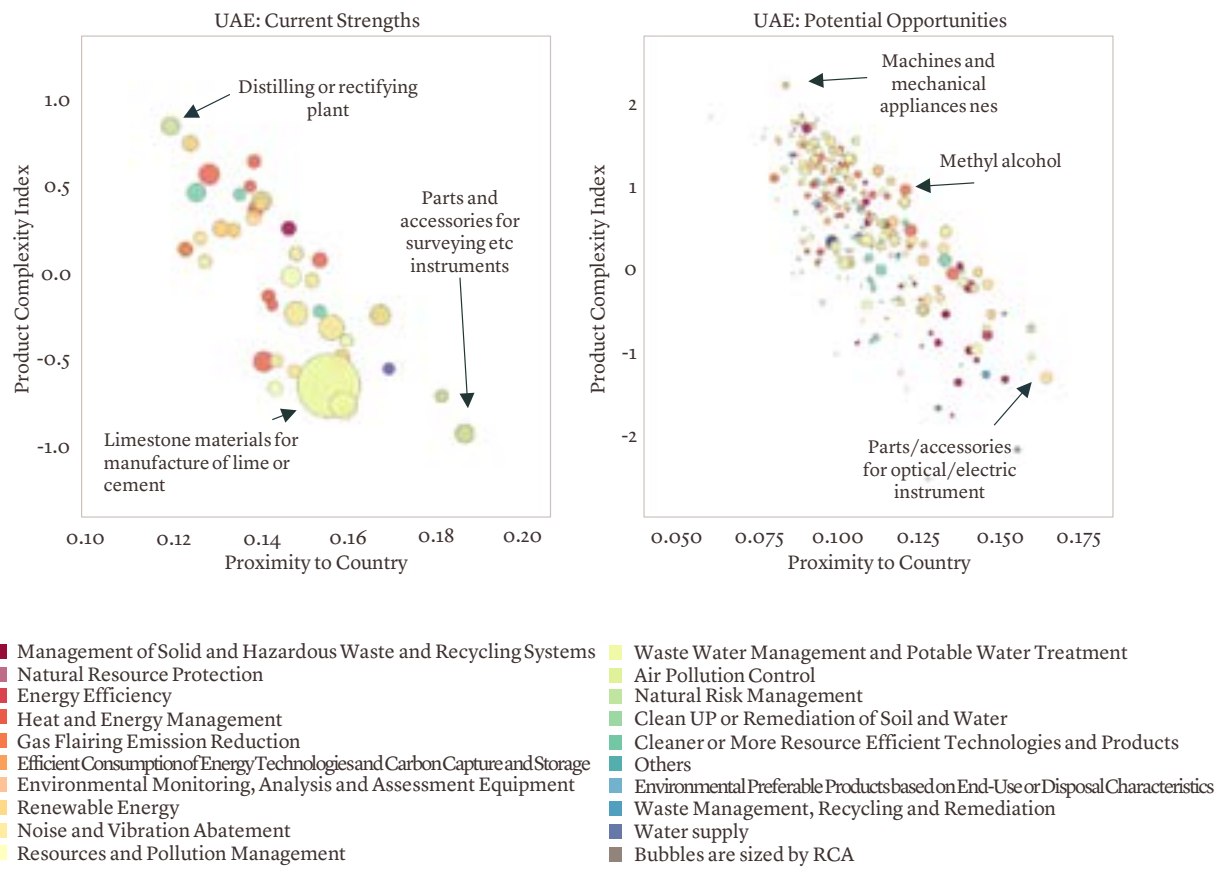 UAE: Current Strengths
Product Complexity Index
1.0
0.5
0.0
-0.5
-1.0
Distilling or rectifying
plant
Parts and
accessories for
surveying etc
instruments
Limestone materials for
manufacture of lime or
cement
0.10
0.12
0.14
0.16
0.18
0.20
Proximity to Country
UAE: Potential Opportunities
Product Complexity Index
2
1
0
-1
-2
Machines and
mechanical
appliances nes
Methyl alcohol
Parts/accessories
for optical/electric
instrument
0.050
0.075
0.100
0.125
0.150
0.175
Proximity to Country
Management of Solid and Hazardous Waste and Recycling Systems
Natural Resource Protection
Energy Efficiency
Heat and Energy Management
Gas Flairing Emission Reduction
Efficient Consumption of Energy Technologies and Carbon Capture and Storage
Environmental Monitoring, Analysis and Assessment Equipment
Renewable Energy
Noise and Vibration Abatement
Resources and Pollution Management
Waste Water Management and Potable Water Treatment
Air Pollution Control
Natural Risk Management
Clean UP or Remediation of Soil and Water
Cleaner or More Resource Efficient Technologies and Products
Others
Environmental Preferable Products based on End-Use or Disposal Characteristics
Waste Management, Recycling and Remediation
Water supply
Bubbles are sized by RCA